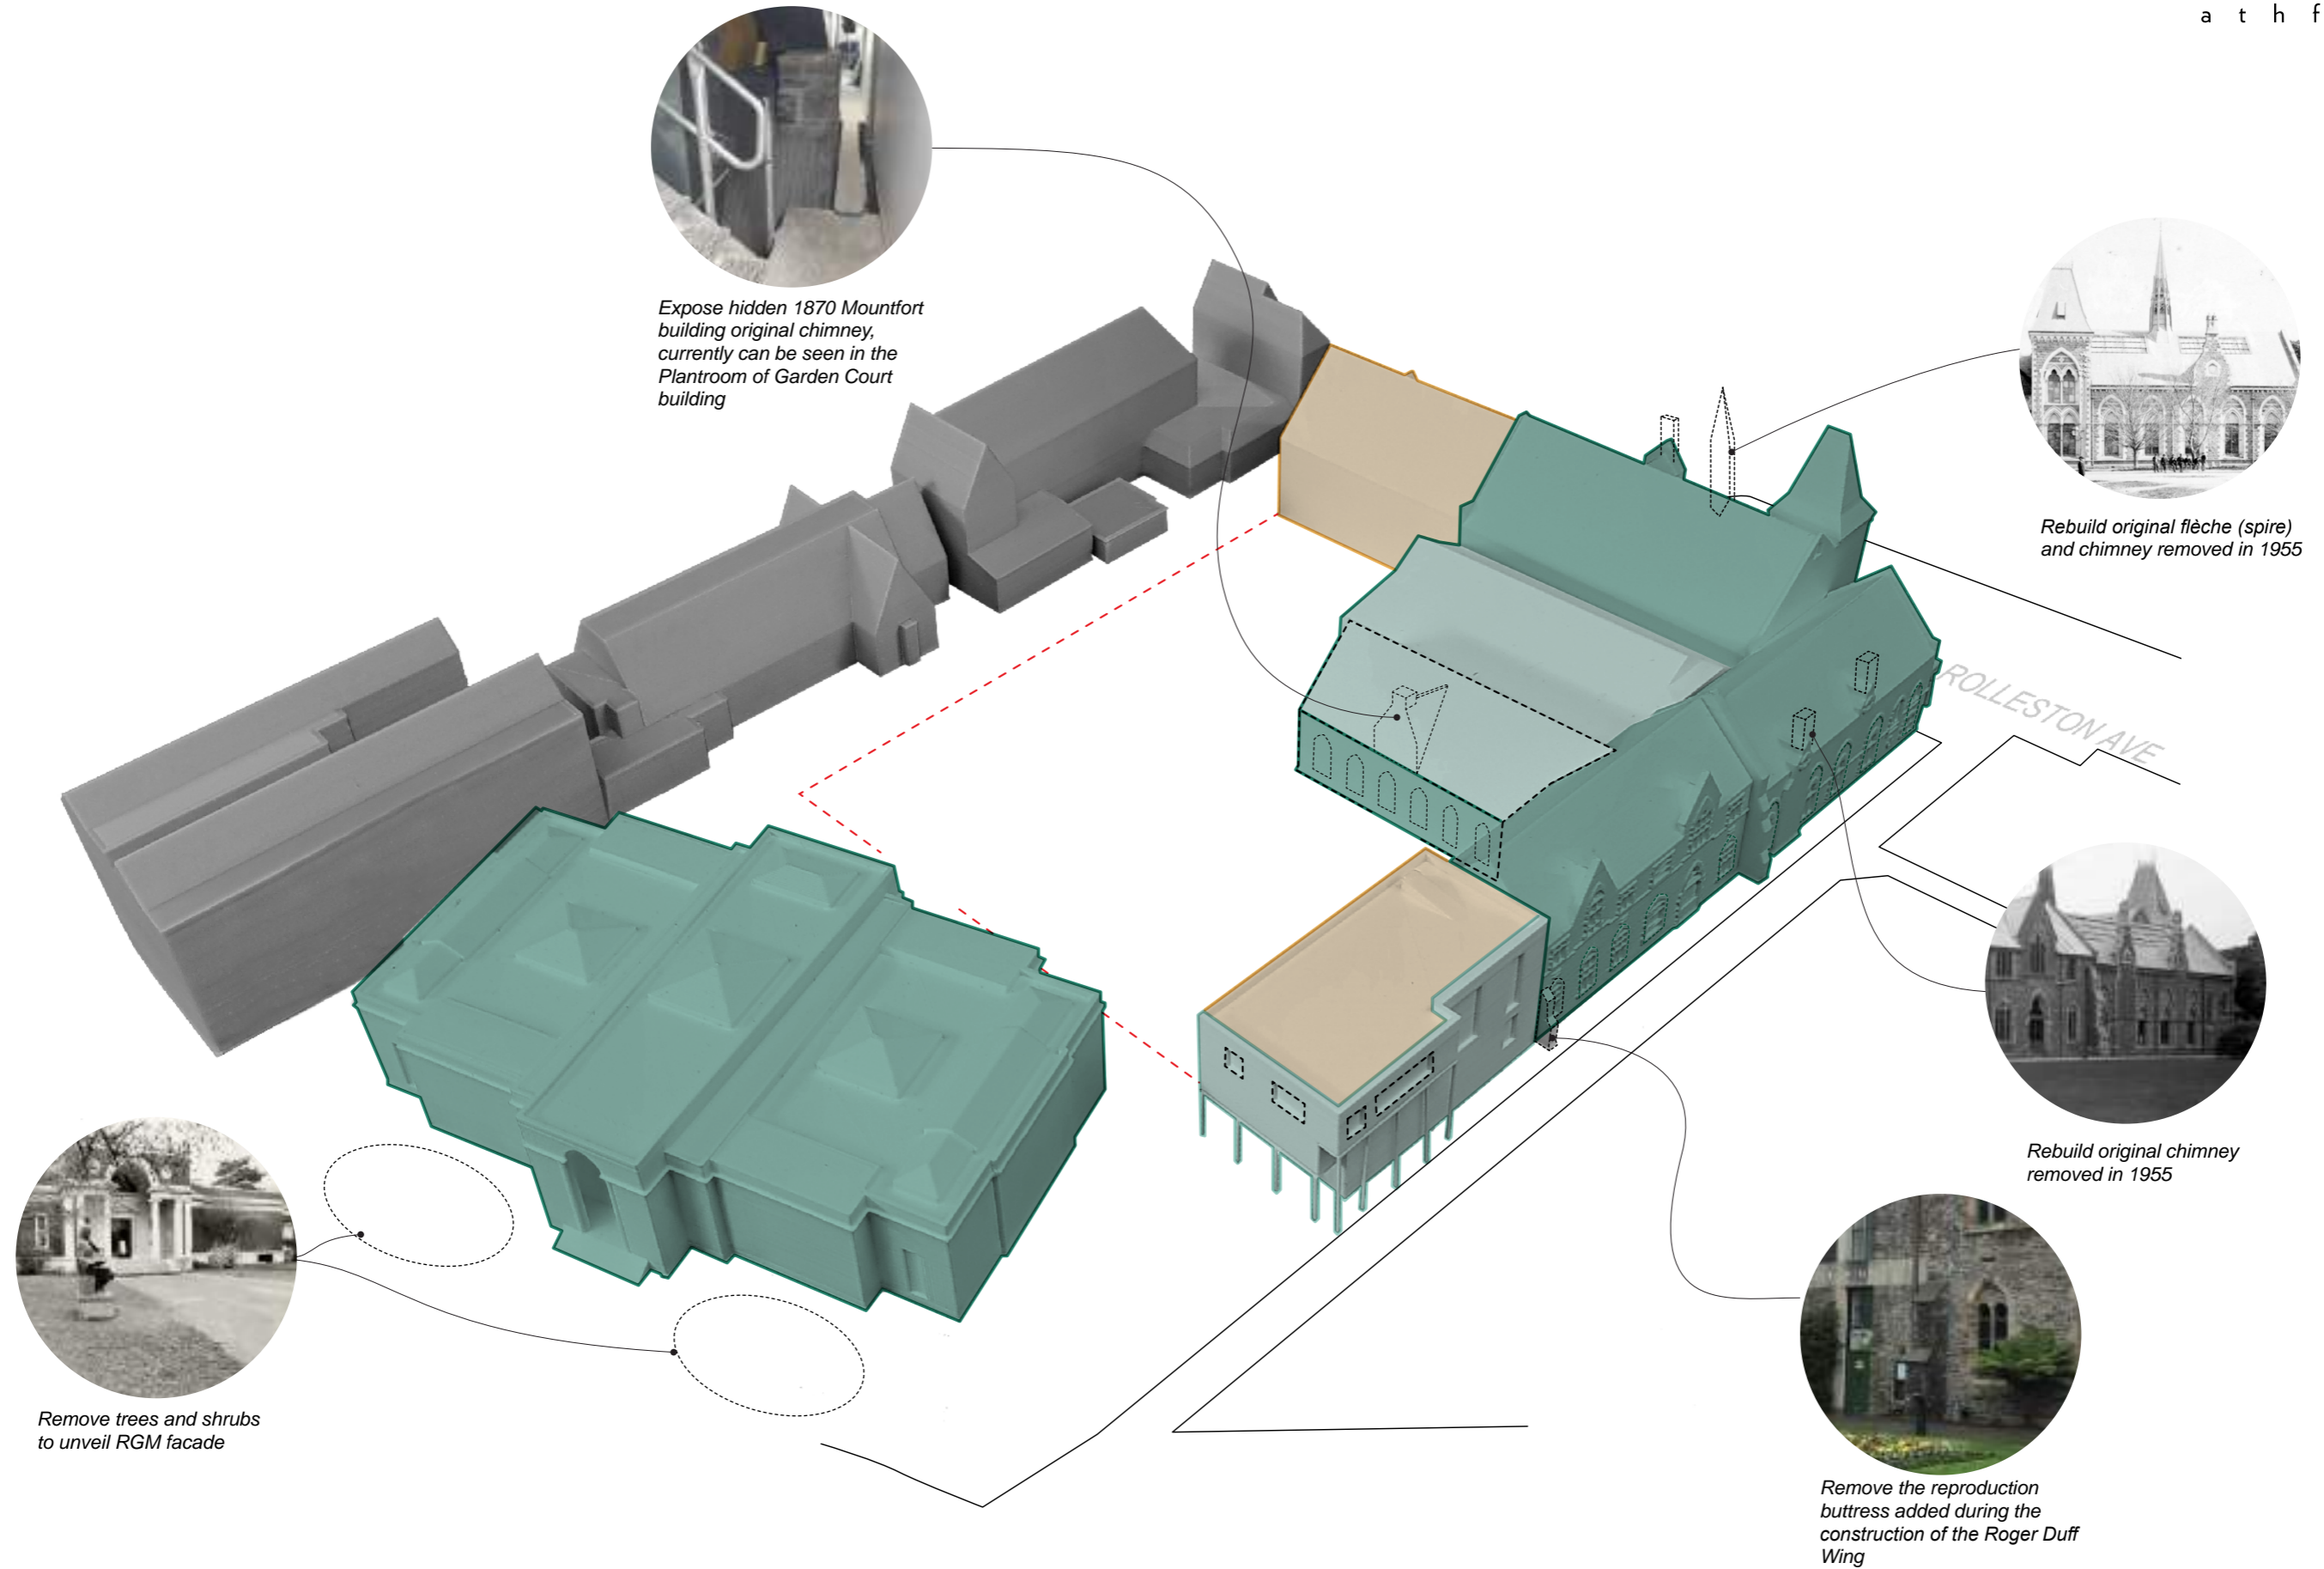 a t h f
Expose hidden 1870 Mountfort
building original chimney,
currently can be seen in the
Plantroom of Garden Court
building
Rebuild original flèche (spire)
and chimney removed in 1955
ROLLESTON AVE
Rebuild original chimney
removed in 1955
Remove trees and shrubs
to unveil RGM facade
Remove the reproduction
buttress added during the
construction of the Roger Duff
Wing